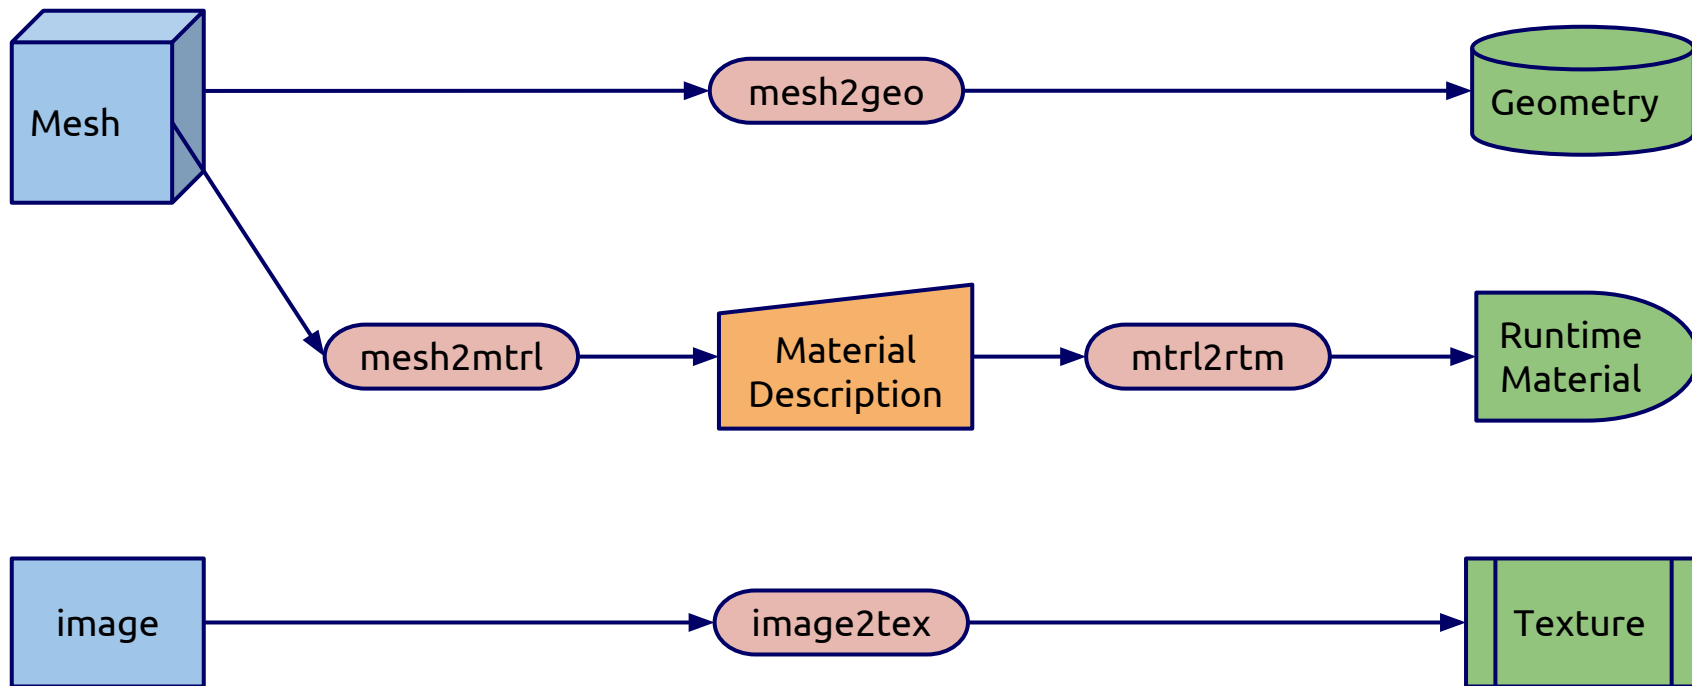 Mesh
mesh2geo
Geometry
mesh2mtrl
Material
Description
mtrl2rtm
Runtime
Material
image
image2tex
Texture